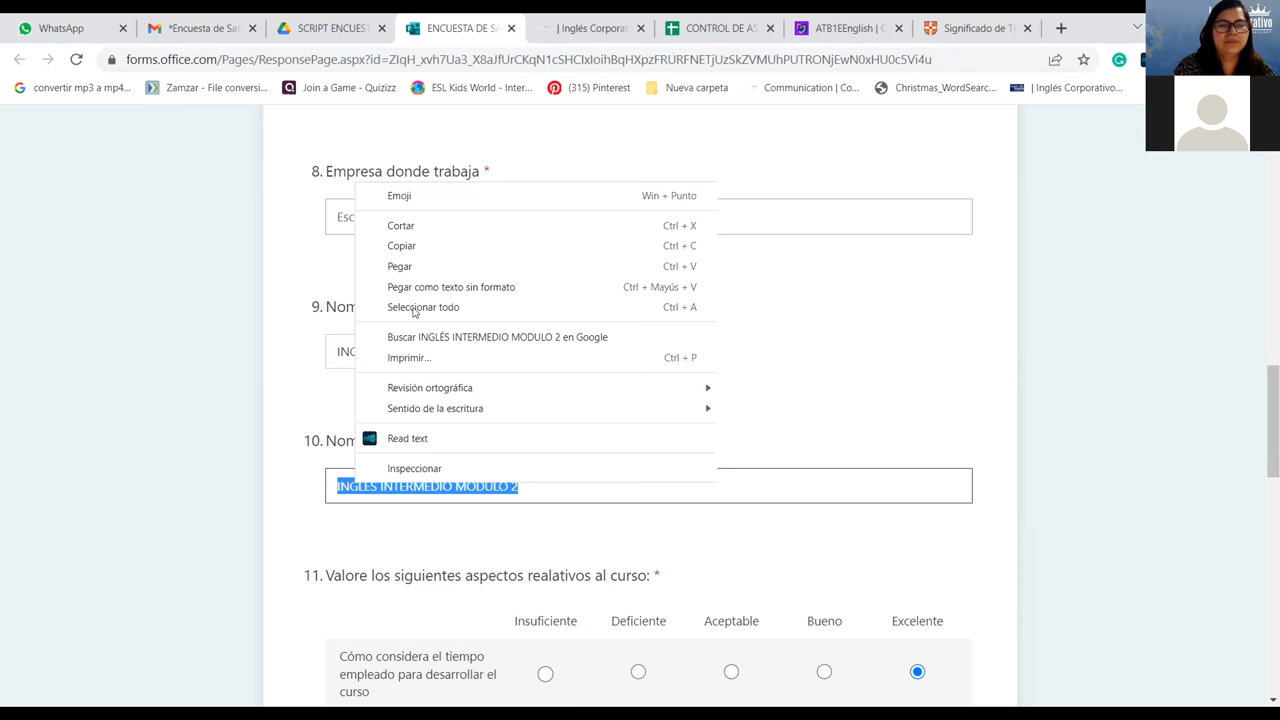 WhatsApp
*Encuesta de Sa
SCRIPT ENCUES
ENCUESTA DE SA
Inglés Corporat
CONTROL DE AS
ATB1EEnglish | C
Significado de T
forms.office.com/Pages/ResponsePage.aspx?id=
convertir mp3 a mp4...
Zamzar - File conversi...
Join a Game - Quizizz
ESL Kids World - Inter...
(315) Pinterest
Nueva carpeta
Communication | Co...
Christmas_WordSearc...
| Inglés Corporativo...
8. Empresa donde trabaja *
Esc
Emoji Win + Punto
Cortar Ctrl + X
Copiar Ctrl + C
Pegar Ctrl + V
Pegar como texto sin formato Ctrl + Mayús + V
Seleccionar todo Ctrl + A
Buscar INGLÉS INTERMEDIO MODULO 2 en Google
Imprimir... Ctrl + P
Revisión ortográfica
Sentido de la escritura
Read text
Inspeccionar
9. Nom
ING
10. Nom
INGLÉS INTERMEDIO MODULO 2
11. Valore los siguientes aspectos realativos al curso: *
Insuficiente Deficiente Aceptable Bueno Excelente
Cómo considera el tiempo
empleado para desarrollar el
curso